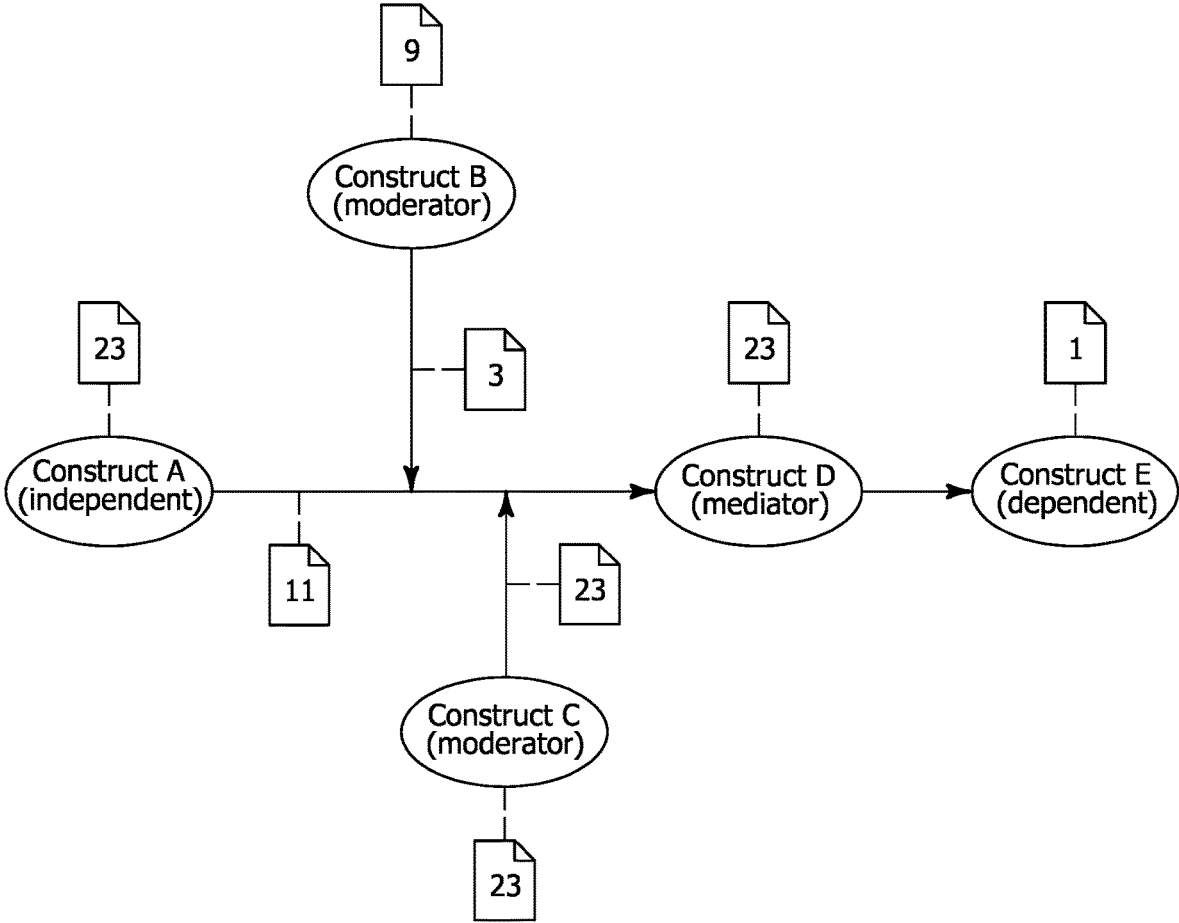 9
Construct B
(moderator)
23
3
23
1
Construct A
(independent)
Construct D
(mediator)
Construct E
(dependent)
11
23
Construct C
(moderator)
23